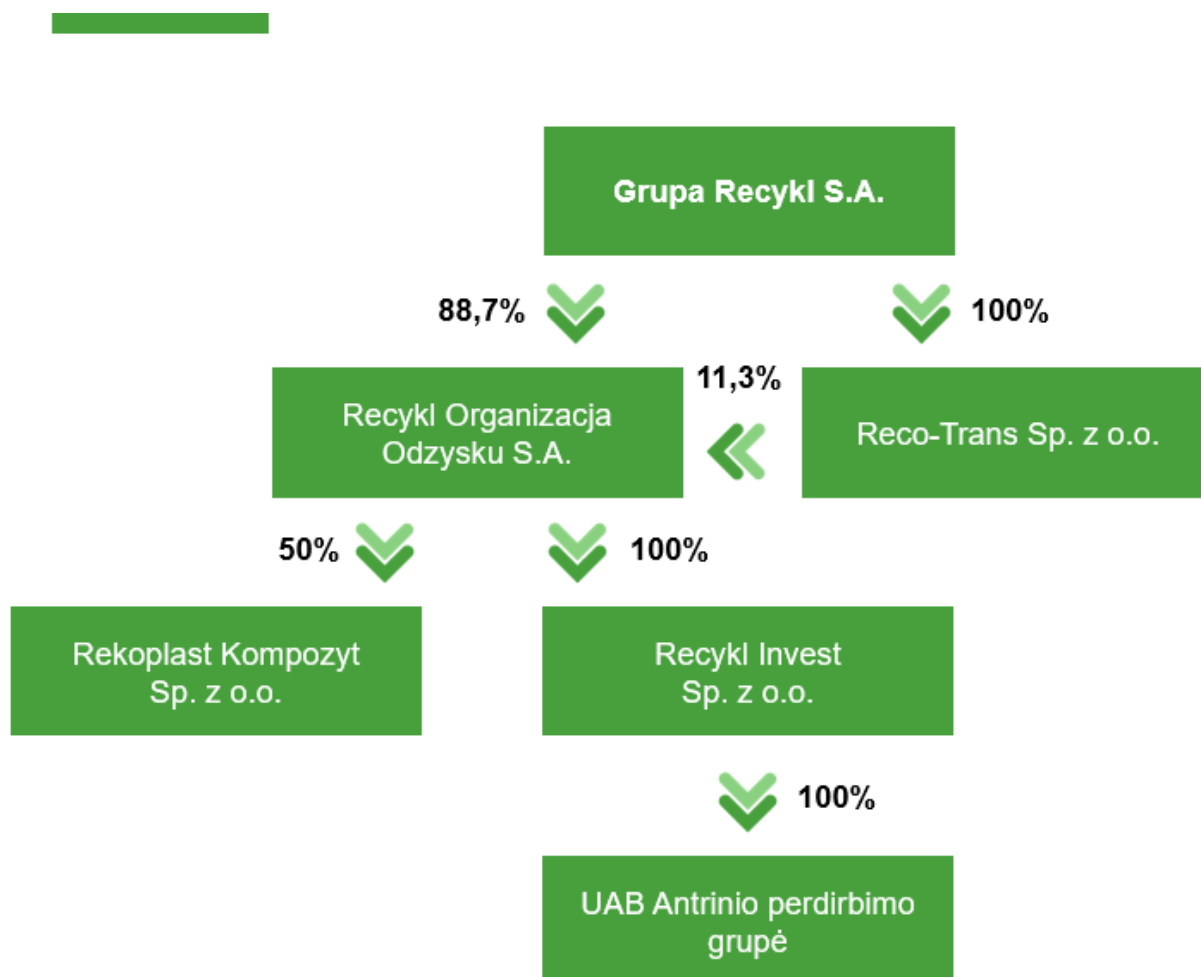 Grupa Recykl S.A.
88,7%
100%
11,3%
Recykl Organizacja
Odzysku S.A.
Reco-Trans Sp. z o.o.
50%
100%
Rekoplast Kompozyt
Sp. z o.o.
Recykl Invest
Sp. z o.o.
100%
UAB Antrinio perdirbimo
grupė